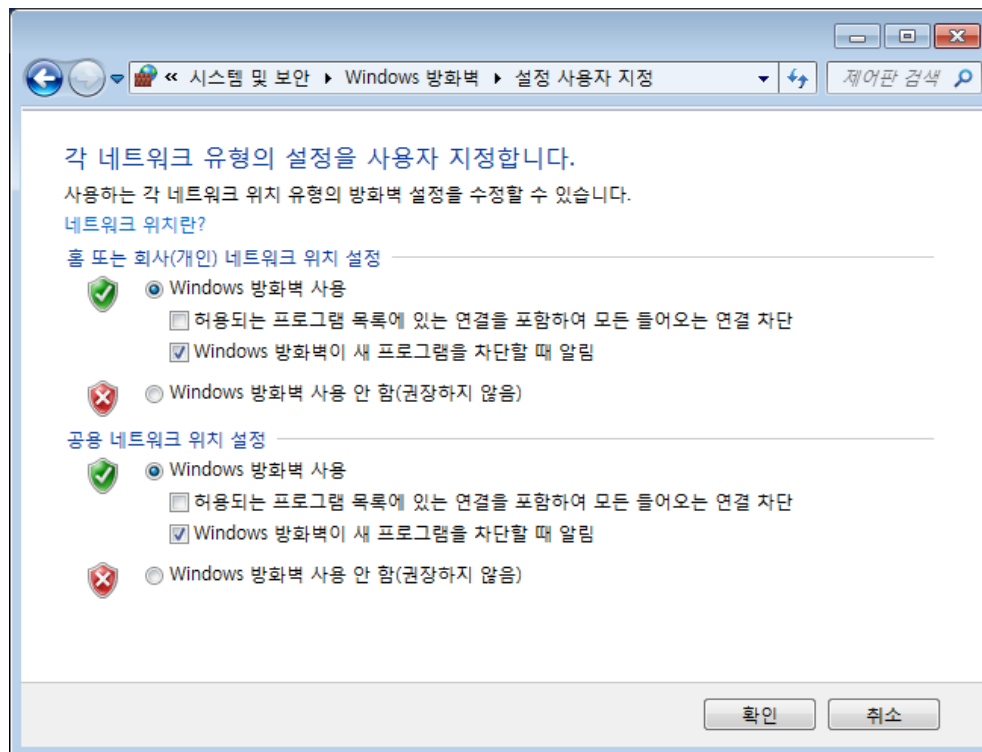 « 시스템 및 보안 ▸ Windows 방화벽 ▸ 설정 사용자 지정
제어판 검색
각 네트워크 유형의 설정을 사용자 지정합니다.
사용하는 각 네트워크 위치 유형의 방화벽 설정을 수정할 수 있습니다.
네트워크 위치란?
홈 또는 회사(개인) 네트워크 위치 설정
Windows 방화벽 사용
허용되는 프로그램 목록에 있는 연결을 포함하여 모든 들어오는 연결 차단
Windows 방화벽이 새 프로그램을 차단할 때 알림
Windows 방화벽 사용 안 함(권장하지 않음)
공용 네트워크 위치 설정
Windows 방화벽 사용
허용되는 프로그램 목록에 있는 연결을 포함하여 모든 들어오는 연결 차단
Windows 방화벽이 새 프로그램을 차단할 때 알림
Windows 방화벽 사용 안 함(권장하지 않음)
확인
취소